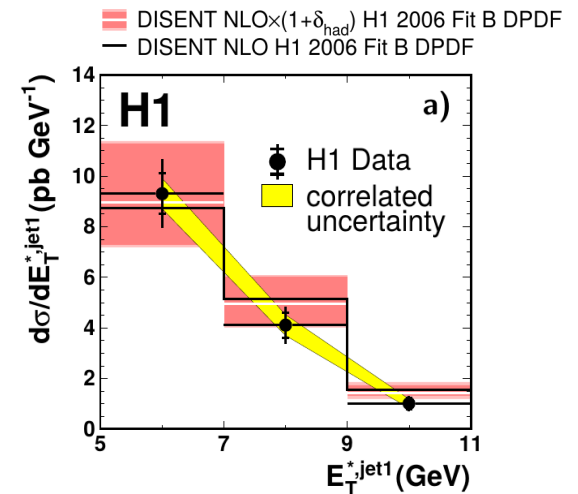 DISENT NLO×(1+δhad) H1 2006 Fit B DPDF
DISENT NLO H1 2006 Fit B DPDF
H1
a)
H1 Data
correlated
uncertainty
dσ/dE*,jet1T(pb GeV-1)
14
12
10
8
6
4
2
0
5 7 9 11
E*,jet1T(GeV)